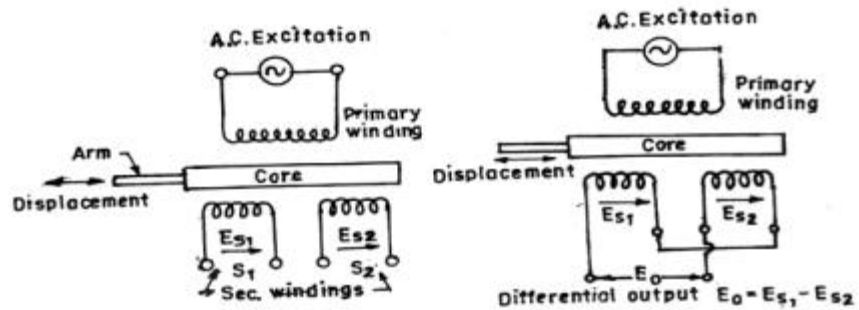 A.C. Excitation
Primary
winding
Arm
Core
Displacement
ES1
ES2
S1
S2
Sec. windings
A.C. Excitation
Primary
winding
Core
Displacement
ES1
ES2
E0
Differential output E0 = ES1 - ES2